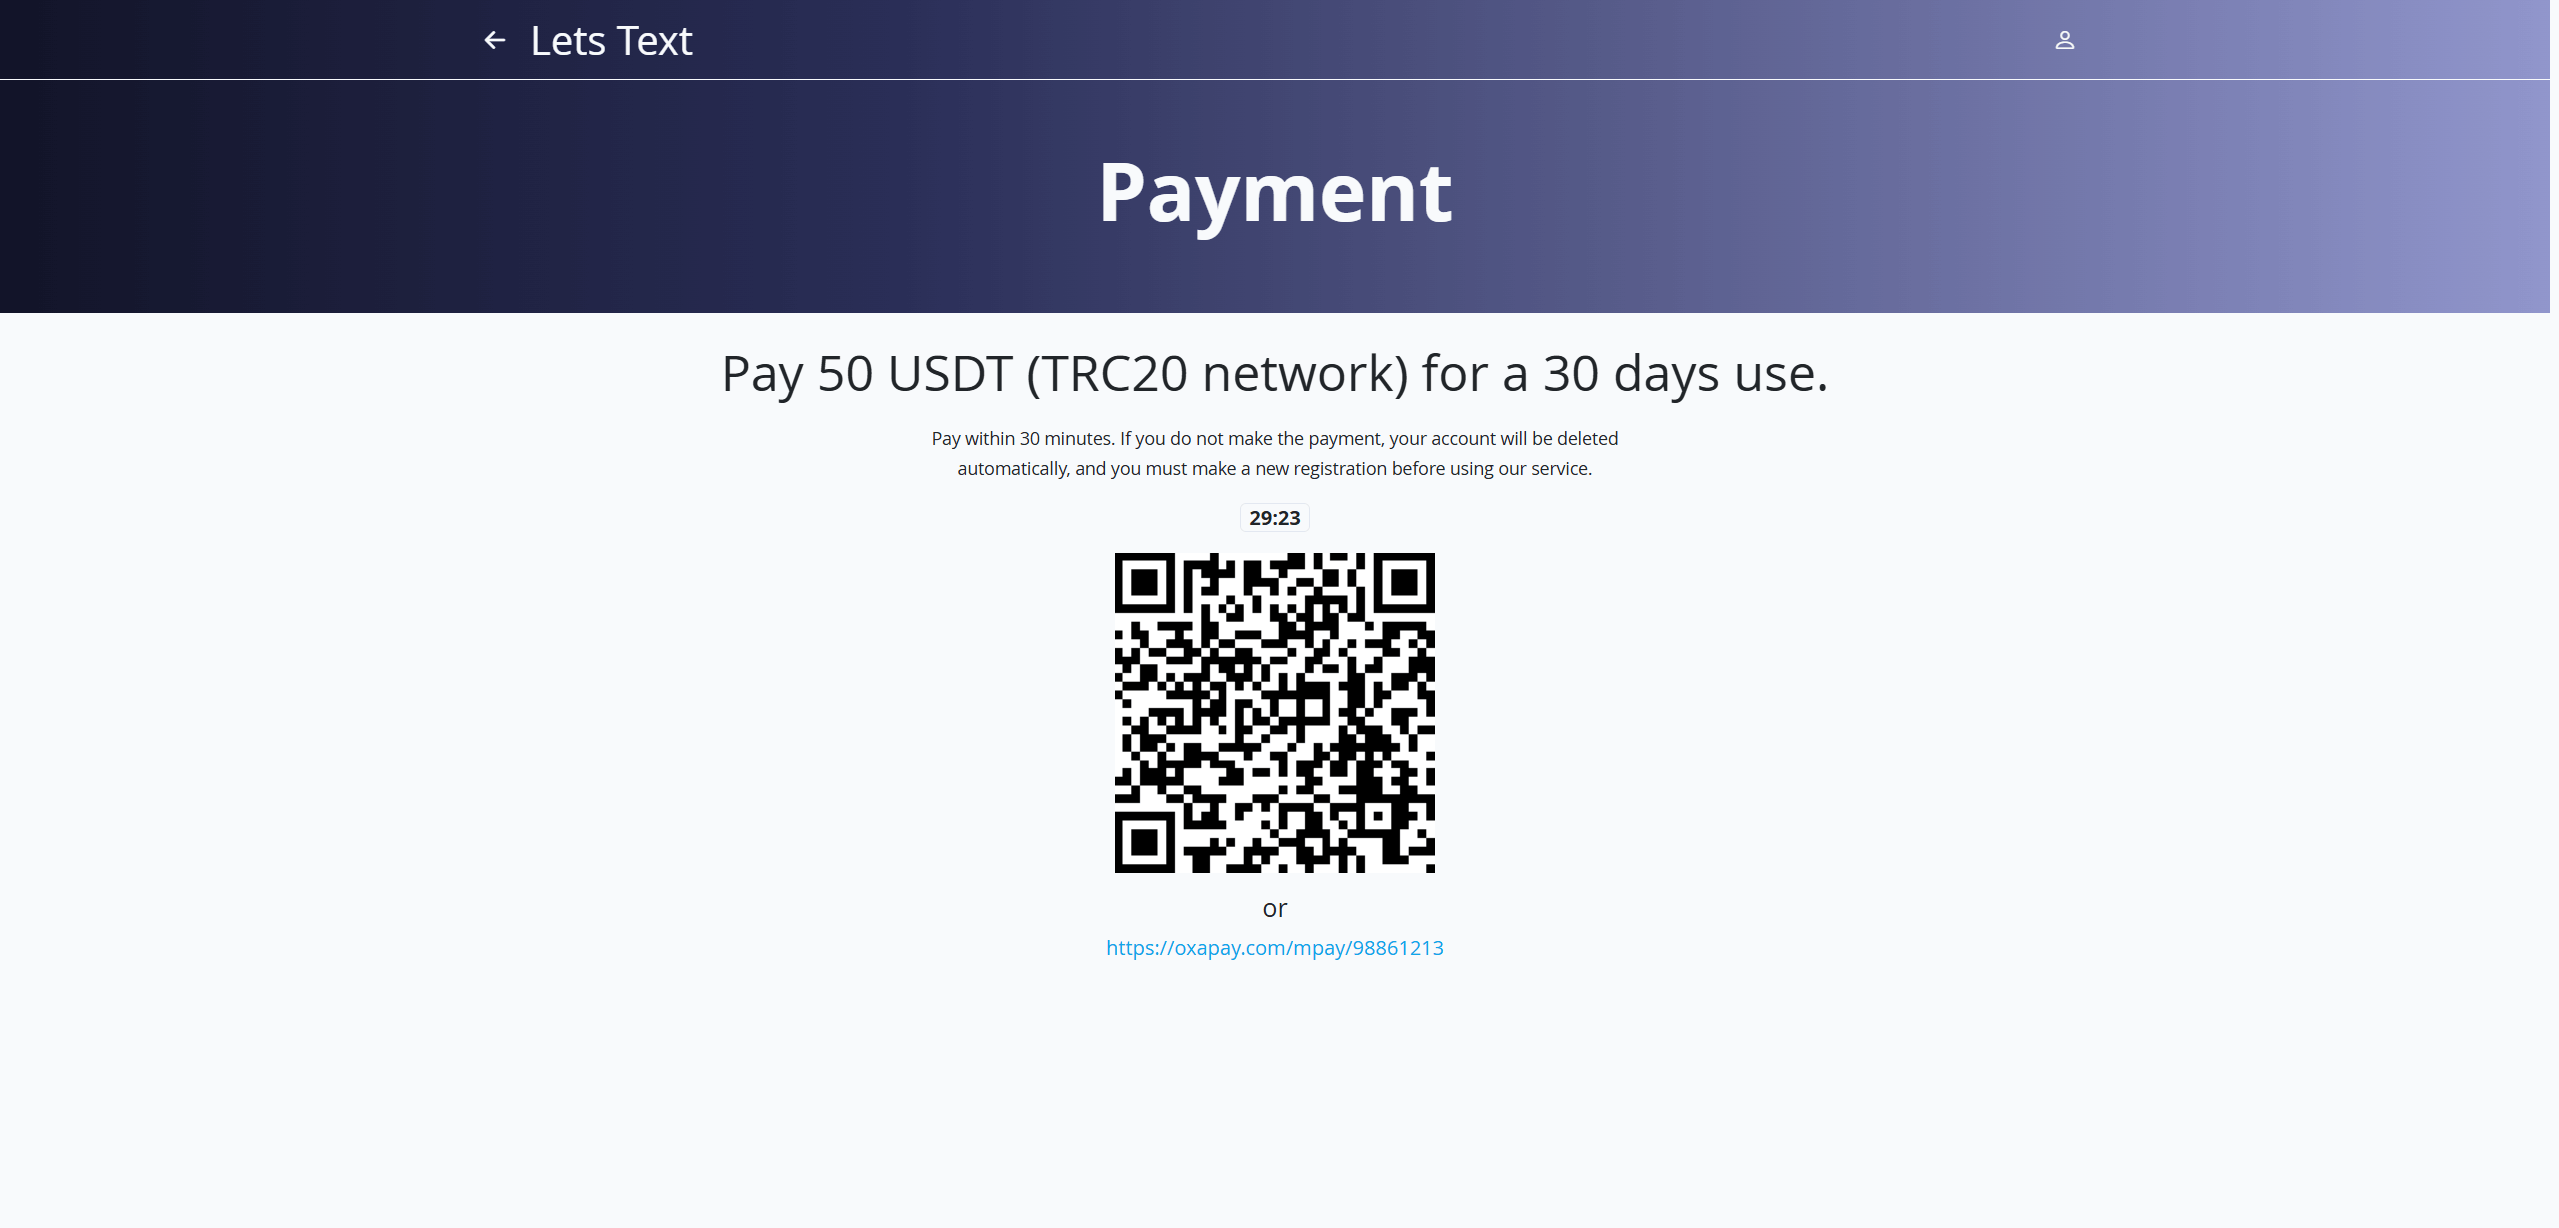 Lets Text
Payment
Pay 50 USDT (TRC20 network) for a 30 days use.
Pay within 30 minutes. If you do not make the payment, your account will be deleted
automatically, and you must make a new registration before using our service.
29:23
or
https://oxapay.com/mpay/98861213